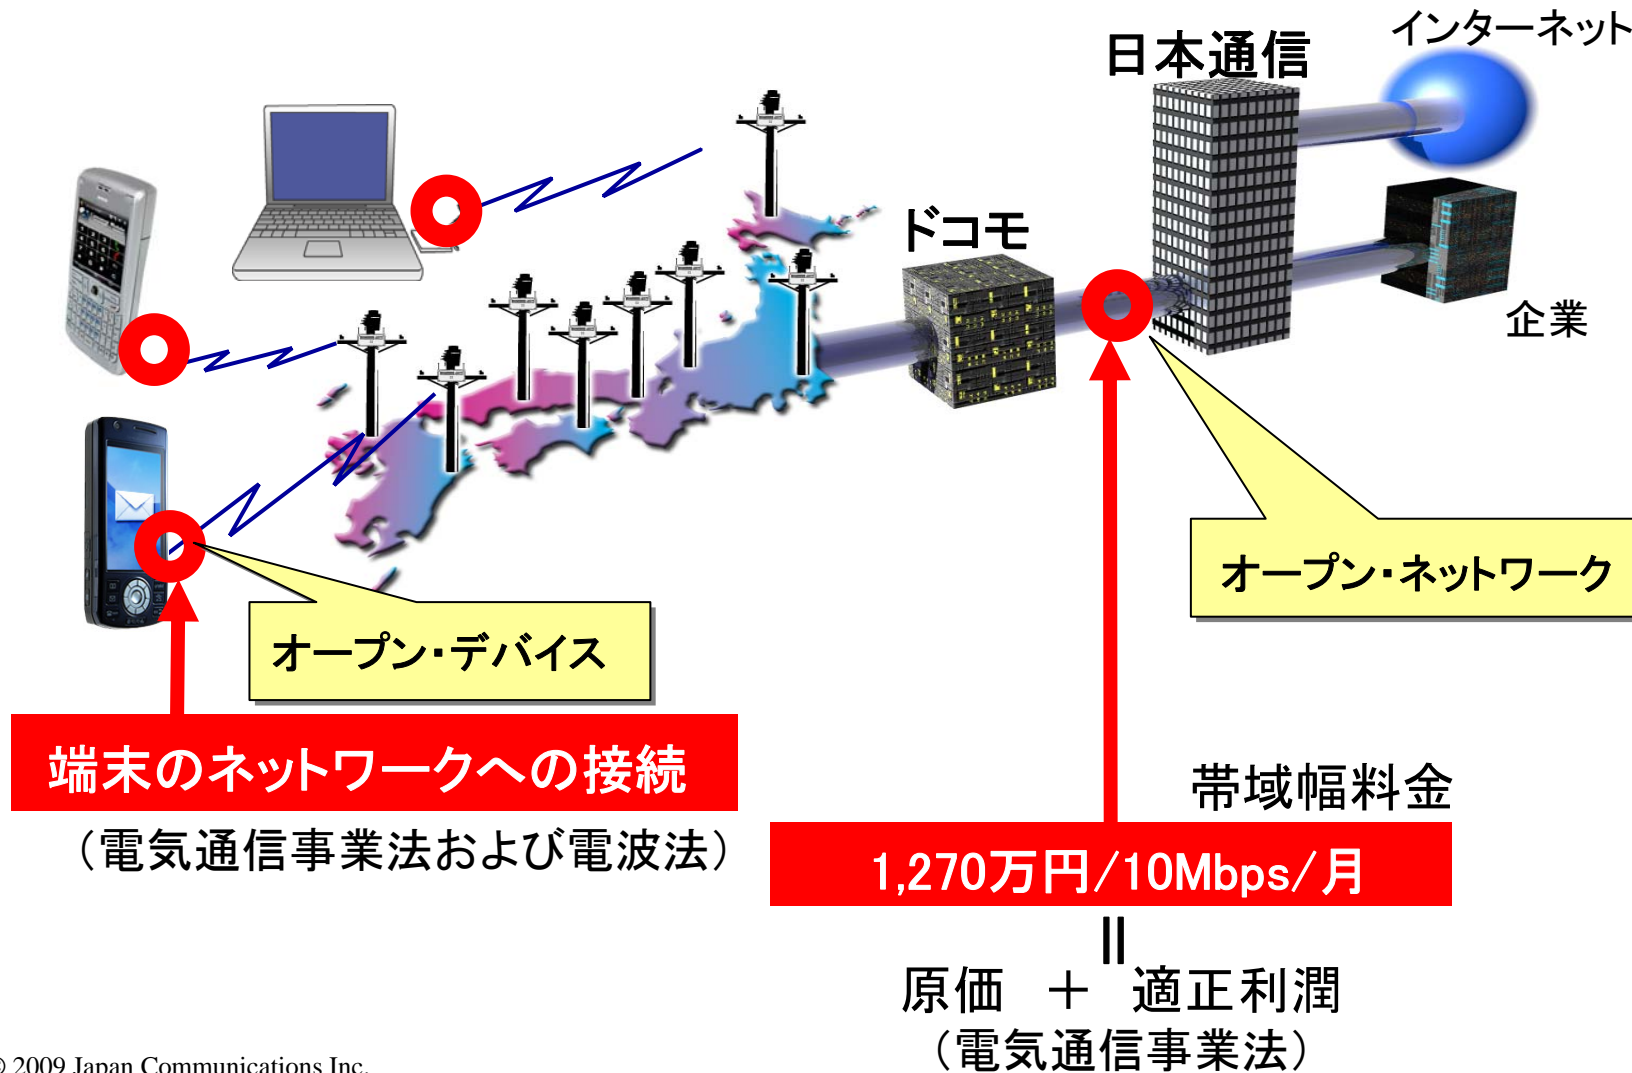 インターネット
日本通信
ドコモ
企業
オープン・ネットワーク
オープン・デバイス
端末のネットワークへの接続
（電気通信事業法および電波法）
帯域幅料金
1,270万円/10Mbps/月
＝
原価　＋　適正利潤
（電気通信事業法）
© 2009 Japan Communications Inc.